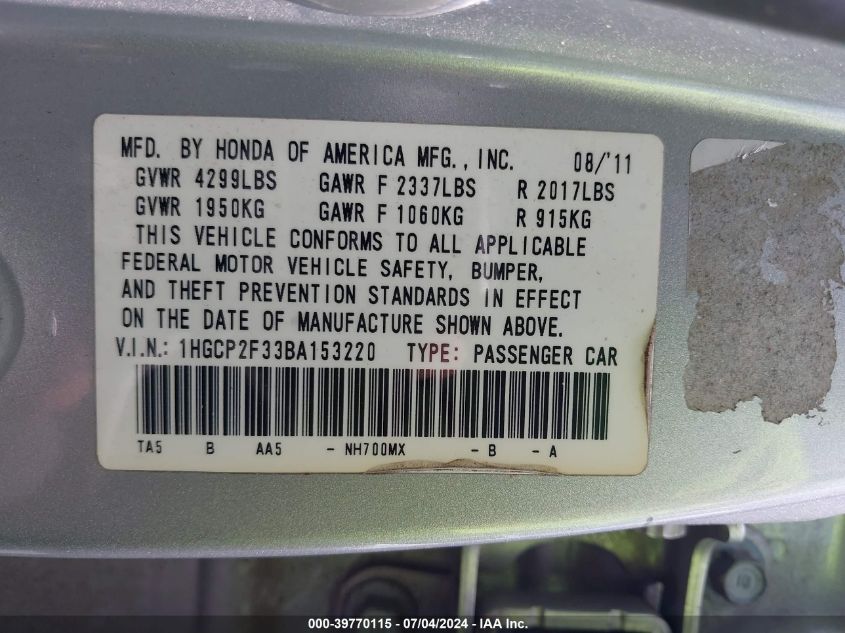 MFD. BY HONDA OF AMERICA MFG., INC. 08/'11
GVWR 4299LBS GAWR F 2337LBS R 2017LBS
GVWR 1950KG GAWR F 1060KG R 915KG
THIS VEHICLE CONFORMS TO ALL APPLICABLE
FEDERAL MOTOR VEHICLE SAFETY, BUMPER,
AND THEFT PREVENTION STANDARDS IN EFFECT
ON THE DATE OF MANUFACTURE SHOWN ABOVE.
V.I.N.: 1HGCP2F33BA153220 TYPE: PASSENGER CAR
TA5 B AA5 - NH700MX - B - A
000-39770115 - 07/04/2024 - IAA Inc.